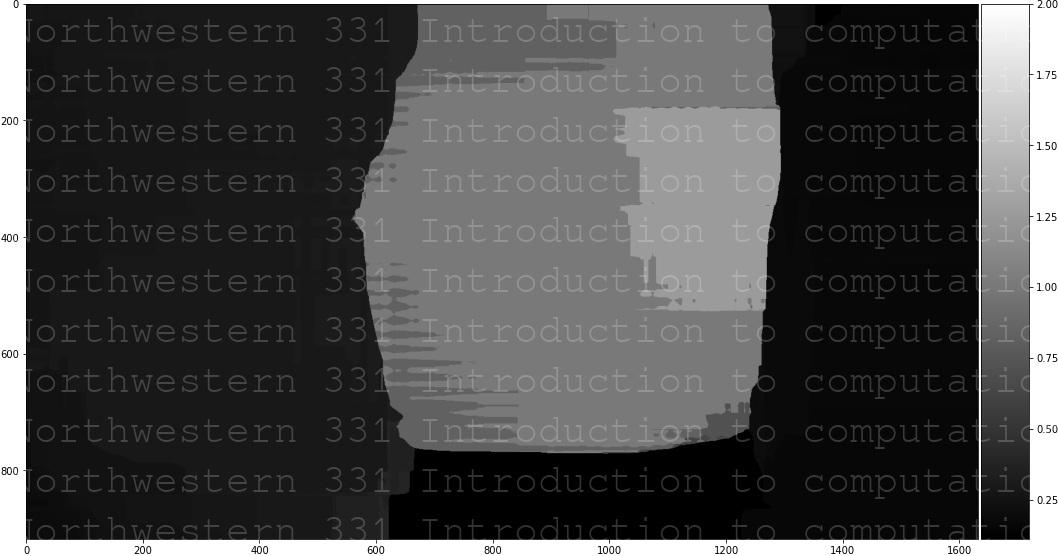 0
200
400
600
800
Northwestern 331 Introduction to computatio
Northwestern 331 Introduction to computatio
Northwestern 331 Introduction to computatio
Northwestern 331 Introduction to computatio
Northwestern 331 Introduction to computatio
Northwestern 331 Introduction to computatio
Northwestern 331 Introduction to computatio
Northwestern 331 Introduction to computatio
Northwestern 331 Introduction to computatio
Northwestern 331 Introduction to computatio
Northwestern 331 Introduction to computatio
0 200 400 600 800 1000 1200 1400 1600
2.00
1.75
1.50
1.25
1.00
0.75
0.50
0.25